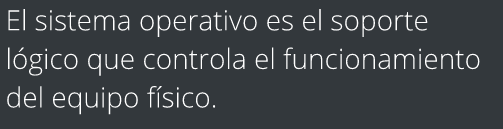 El sistema operativo es el soporte
lógico que controla el funcionamiento
del equipo físico.